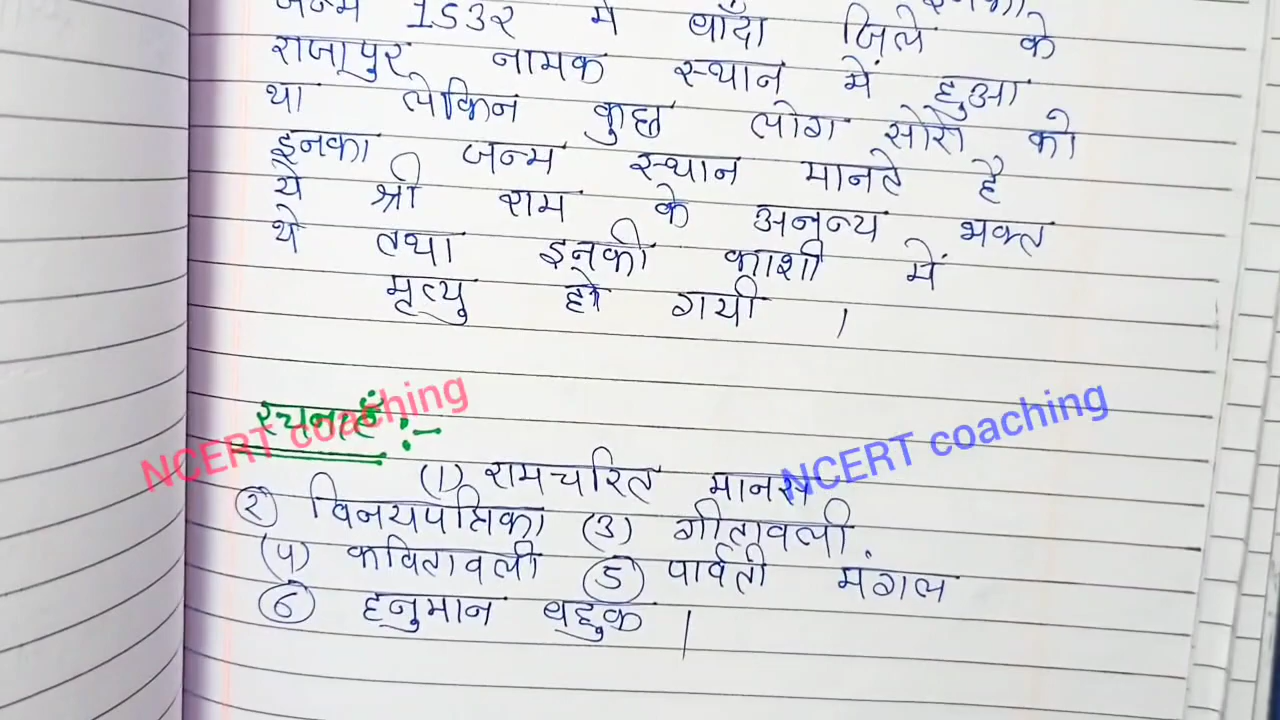 जन्म 1532 मे बाँदा जिले के
राजापुर नामक स्थान में हुआ
था लेकिन कुछ लोग सोरो को
इनका जन्म स्थान मानते है
ये श्री राम के अनन्य भक्त
थे तथा इनकी काशी में
मृत्यु हो गयी ।
रचनाएँ :-
NCERT coaching
NCERT coaching
(1) रामचरित मानस
(2) विनयपत्रिका (3) गीतावली
(4) कवितावली (5) पार्वती मंगल
(6) हनुमान बहुक |